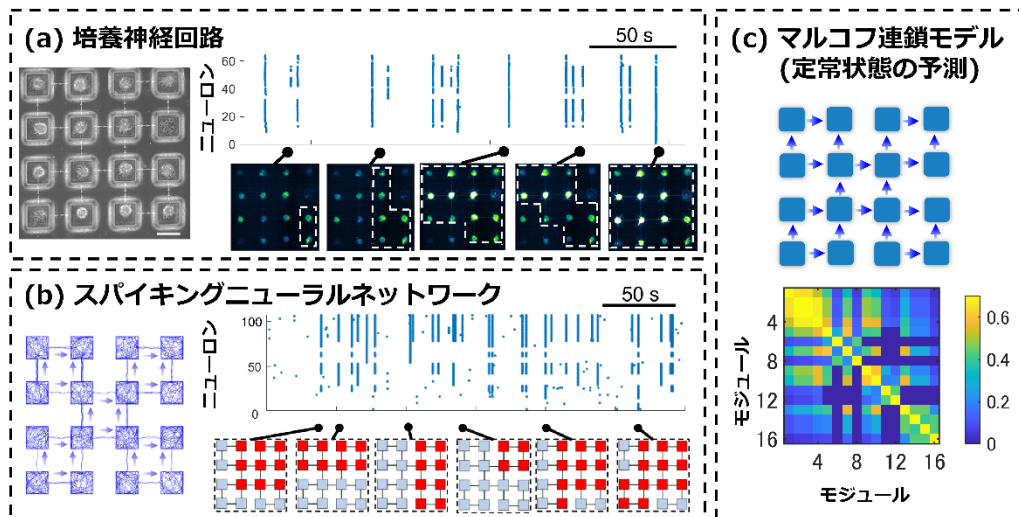 (a) 培養神経回路
50 s
ニューロン
60
40
20
0
(b) スパイキングニューラルネットワーク
50 s
ニューロン
100
50
0
(c) マルコフ連鎖モデル
(定常状態の予測)
モジュール
4
8
12
16
4 8 12 16
モジュール
0.6
0.4
0.2
0